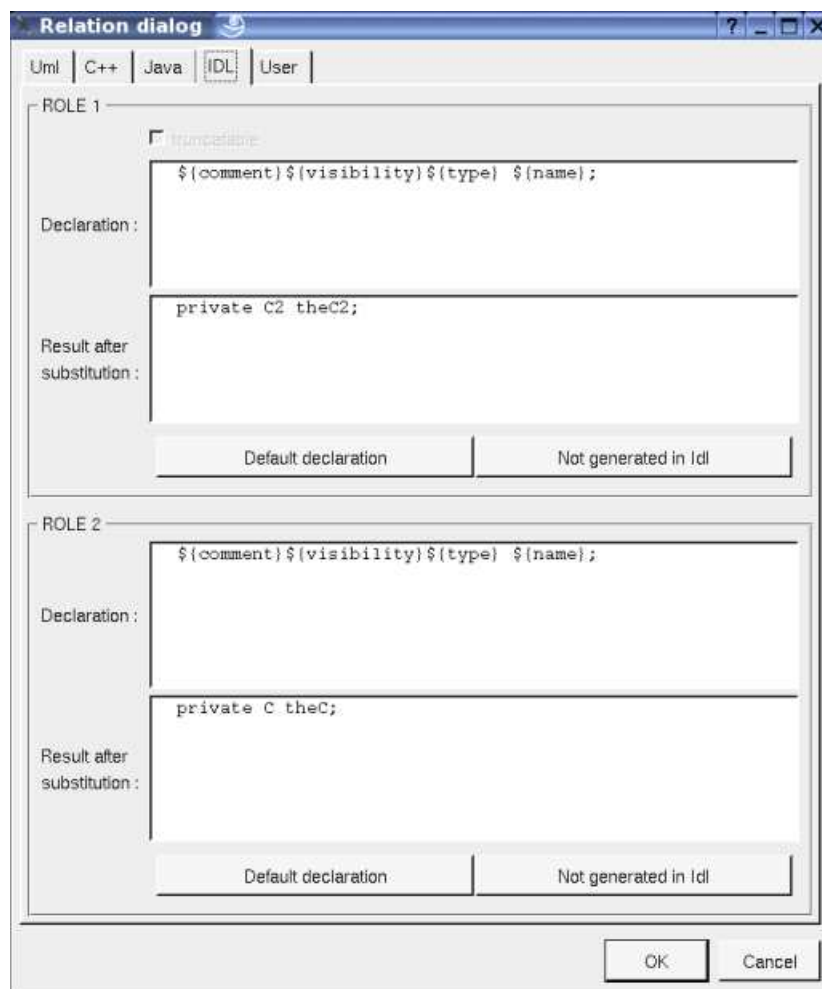 Relation dialog
Uml C++ Java IDL User
ROLE 1
truncatable
${comment}${visibility}${type} ${name};
Declaration :
private C2 theC2;
Result after
substitution :
Default declaration Not generated in Idl
ROLE 2
${comment}${visibility}${type} ${name};
Declaration :
private C theC;
Result after
substitution :
Default declaration Not generated in Idl
OK Cancel